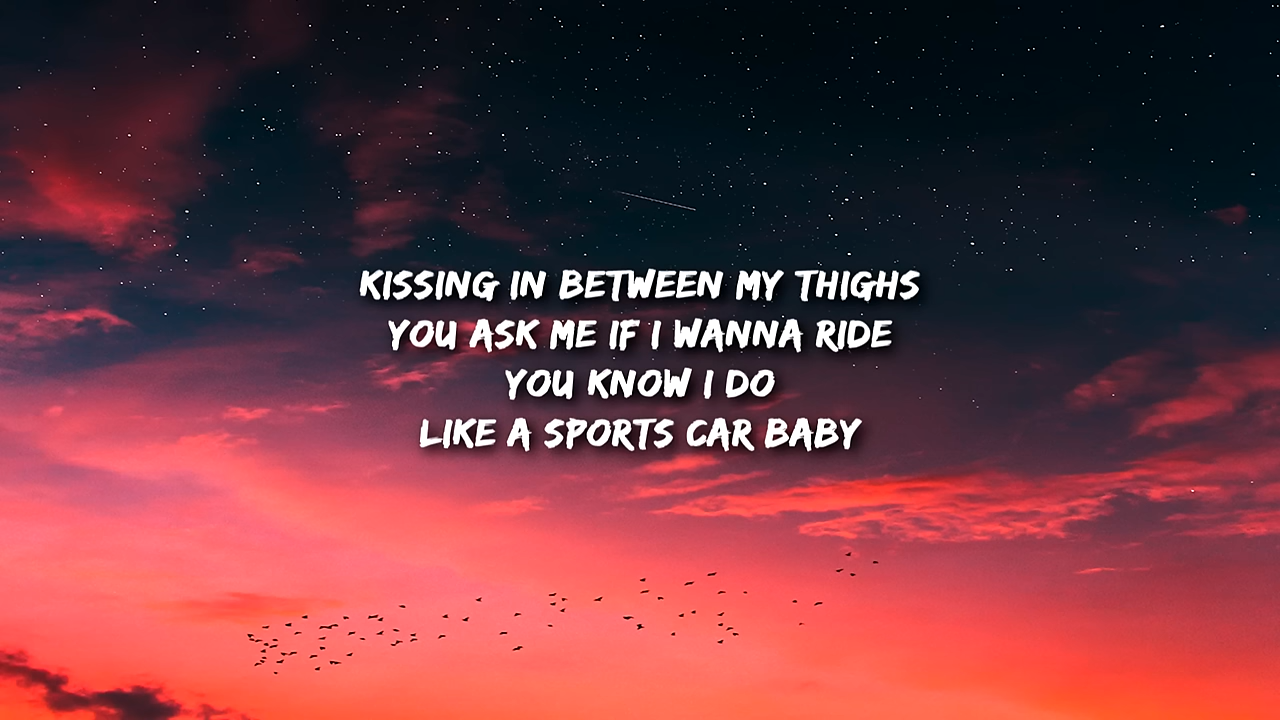 KISSING IN BETWEEN MY THIGHS
YOU ASK ME IF I WANNA RIDE
YOU KNOW I DO
LIKE A SPORTS CAR BABY